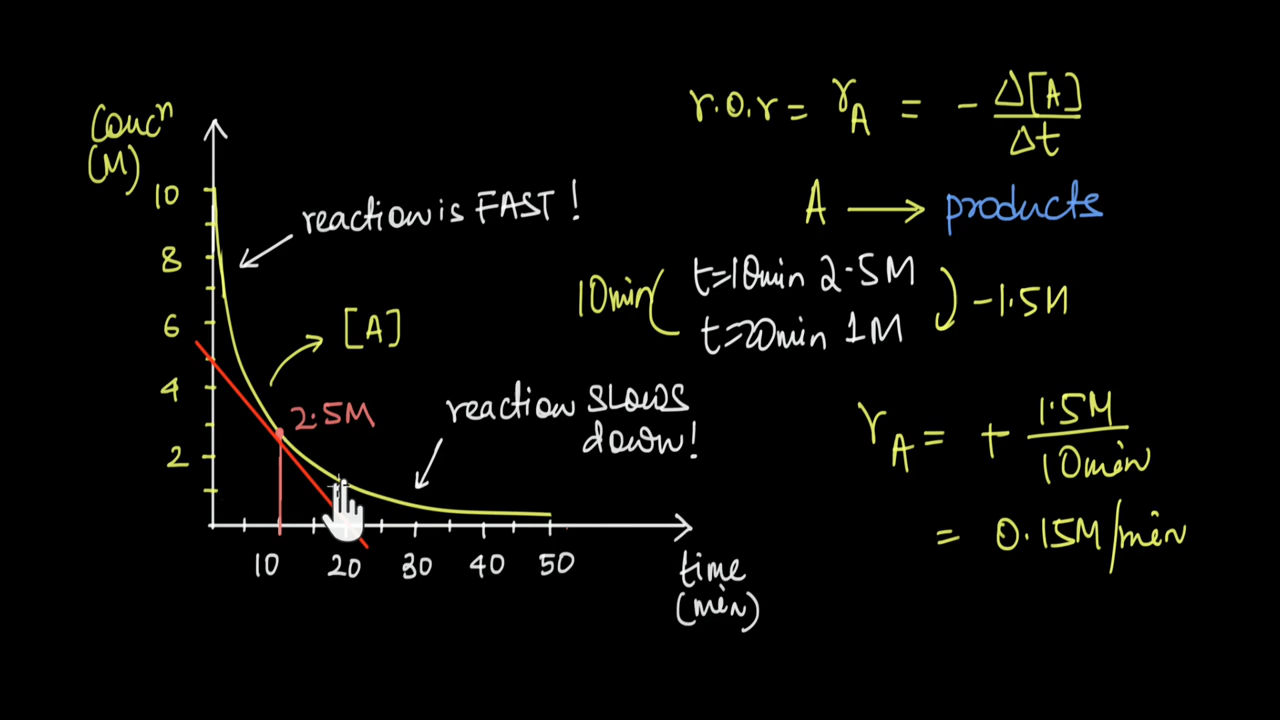 Concⁿ
(M)
10
8
6
4
2
10 20 30 40 50
time
(min)
reaction is FAST!
[A]
2.5M
reaction SLOWS
down!
r.o.r = r_A = - Δ[A]/Δt
A ⟶ products
10min ( t=10min 2.5M ) -1.5M
t=20min 1M
r_A = + 1.5M/10min
= 0.15M/min